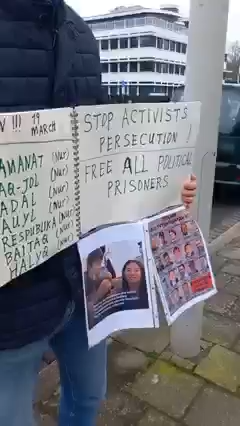 V !!! 19
MARCH
AMANAT (Nur)
AQ-JOL (Nur)
ADAL (Nur)
AUYL (Nur)
RESPUBLIKA (Nur)
BAITAQ (Nur)
HALYQ (Nur)
STOP ACTIVISTS
PERSECUTION !
FREE ALL POLITICAL
PRISONERS